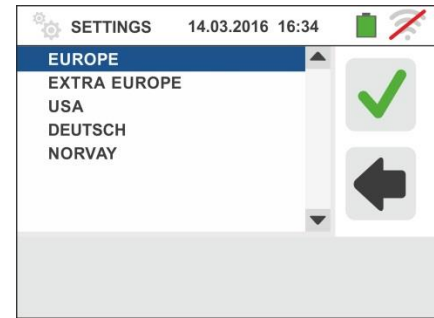 SETTINGS 14.03.2016 16:34
EUROPE
EXTRA EUROPE
USA
DEUTSCH
NORVAY